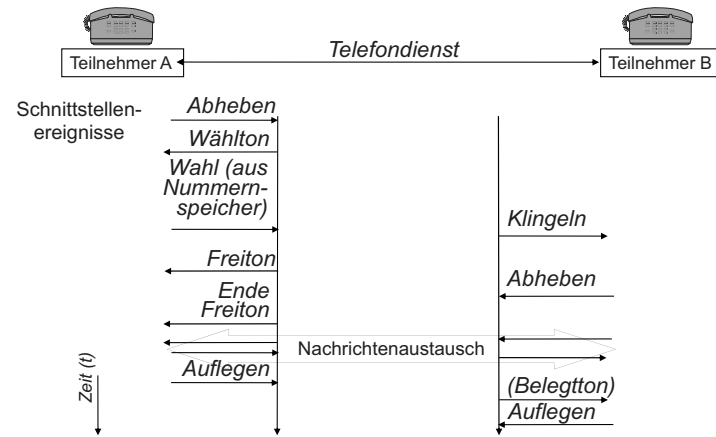 Telefondienst
Teilnehmer A
Teilnehmer B
Schnittstellen-
ereignisse
Abheben
Wählton
Wahl (aus
Nummern-
speicher)
Klingeln
Freiton
Abheben
Ende
Freiton
Nachrichtenaustausch
Auflegen
(Belegtton)
Auflegen
Zeit (t)